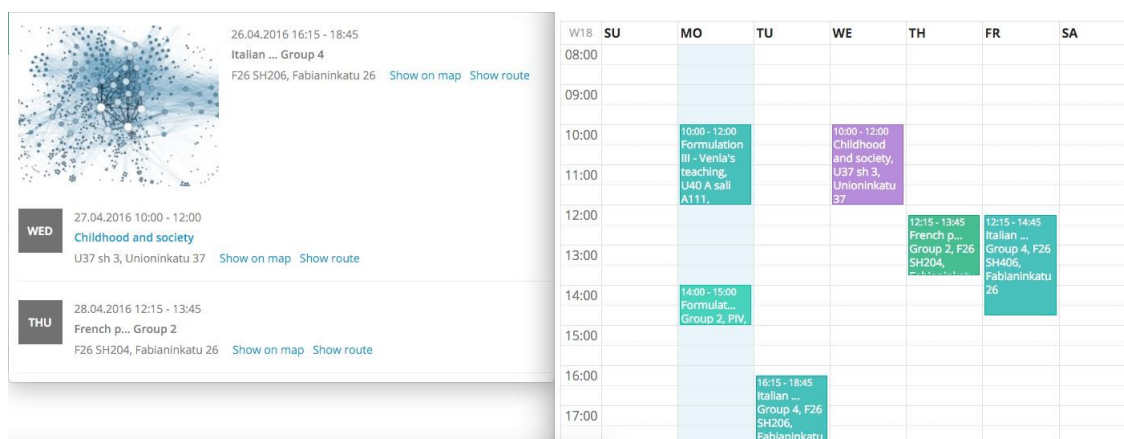 26.04.2016 16:15 - 18:45
Italian ... Group 4
F26 SH206, Fabianinkatu 26 Show on map Show route
WED
27.04.2016 10:00 - 12:00
Childhood and society
U37 sh 3, Unioninkatu 37 Show on map Show route
THU
28.04.2016 12:15 - 13:45
French p... Group 2
F26 SH204, Fabianinkatu 26 Show on map Show route
W18 SU MO TU WE TH FR SA
08:00
09:00
10:00
11:00
12:00
13:00
14:00
15:00
16:00
17:00
10:00 - 12:00
Formulation
III - Venla's
teaching,
U40 A sali
A111,
14:00 - 15:00
Formulat...
Group 2, PIV,
16:15 - 18:45
Italian ...
Group 4, F26
SH206,
Fabianinkatu
10:00 - 12:00
Childhood
and society,
U37 sh 3,
Unioninkatu
37
12:15 - 13:45
French p...
Group 2, F26
SH204,
12:15 - 14:45
Italian ...
Group 4, F26
SH406,
Fabianinkatu
26